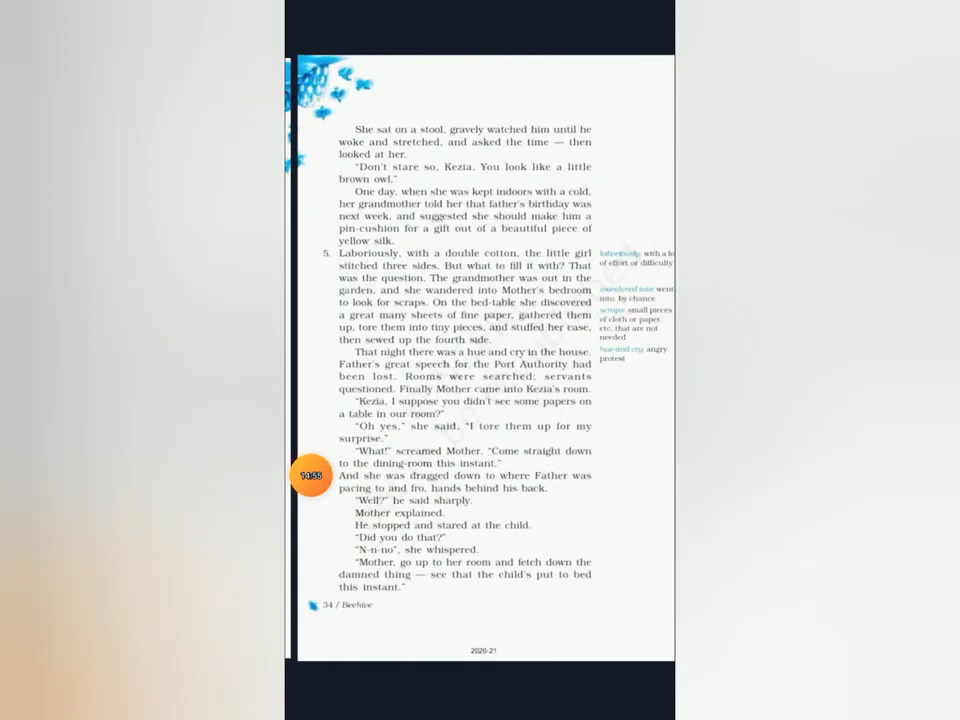 She sat on a stool, gravely watched him until he
woke and stretched, and asked the time — then
looked at her.
“Don't stare so, Kezia. You look like a little
brown owl.”
One day, when she was kept indoors with a cold,
her grandmother told her that father's birthday was
next week, and suggested she should make him a
pin-cushion for a gift out of a beautiful piece of
yellow silk.
5. Laboriously, with a double cotton, the little girl
stitched three sides. But what to fill it with? That
was the question. The grandmother was out in the
garden, and she wandered into Mother's bedroom
to look for scraps. On the bed-table she discovered
a great many sheets of fine paper, gathered them
up, tore them into tiny pieces, and stuffed her case,
then sewed up the fourth side.
That night there was a hue and cry in the house.
Father's great speech for the Port Authority had
been lost. Rooms were searched; servants
questioned. Finally Mother came into Kezia's room.
“Kezia, I suppose you didn't see some papers on
a table in our room?”
“Oh yes,” she said, “I tore them up for my
surprise.”
“What!” screamed Mother. “Come straight down
to the dining-room this instant.”
And she was dragged down to where Father was
pacing to and fro, hands behind his back.
“Well?” he said sharply.
Mother explained.
He stopped and stared at the child.
“Did you do that?”
“N-n-no”, she whispered.
“Mother, go up to her room and fetch down the
damned thing — see that the child's put to bed
this instant.”
laboriously: with a lo
of effort or difficulty
wandered into: went
into, by chance
scraps: small pieces
of cloth or paper,
etc. that are not
needed
hue and cry: angry
protest
14:55
34 / Beehive
2020-21